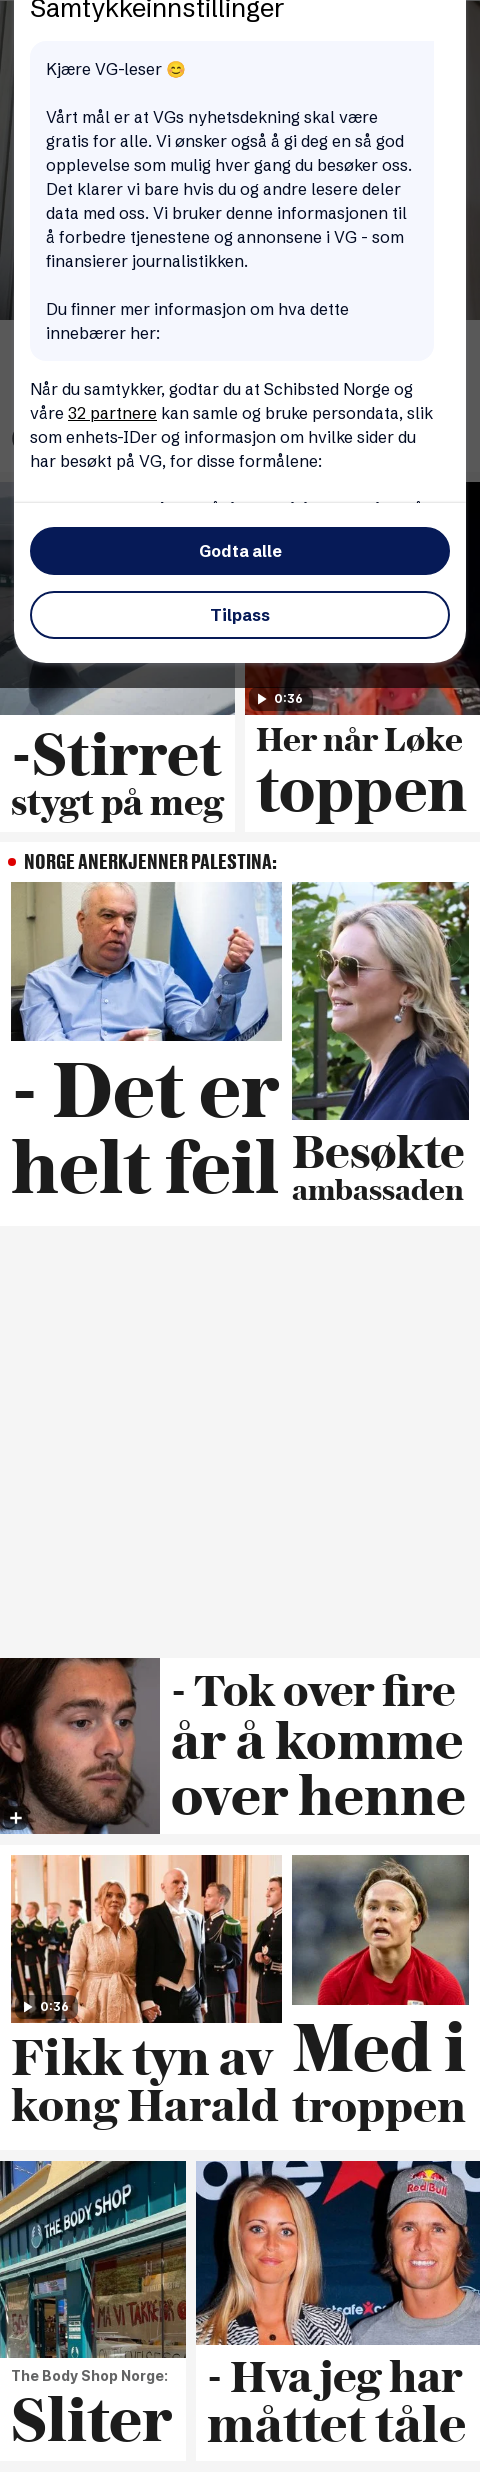 Samtykkeinnstillinger
Kjære VG-leser 😊
Vårt mål er at VGs nyhetsdekning skal være
gratis for alle. Vi ønsker også å gi deg en så god
opplevelse som mulig hver gang du besøker oss.
Det klarer vi bare hvis du og andre lesere deler
data med oss. Vi bruker denne informasjonen til
å forbedre tjenestene og annonsene i VG - som
finansierer journalistikken.
Du finner mer informasjon om hva dette
innebærer her:
Når du samtykker, godtar du at Schibsted Norge og
våre 32 partnere kan samle og bruke persondata, slik
som enhets-IDer og informasjon om hvilke sider du
har besøkt på VG, for disse formålene:
Godta alle
Tilpass
0:36
-Stirret
stygt på meg
Her når Løke
toppen
NORGE ANERKJENNER PALESTINA:
- Det er
helt feil
Besøkte
ambassaden
- Tok over fire
år å komme
over henne
0:36
Fikk tyn av
kong Harald
Med i
troppen
THE BODY SHOP
MÅ VI TAKK
Red Bull
The Body Shop Norge:
Sliter
- Hva jeg har
måttet tåle